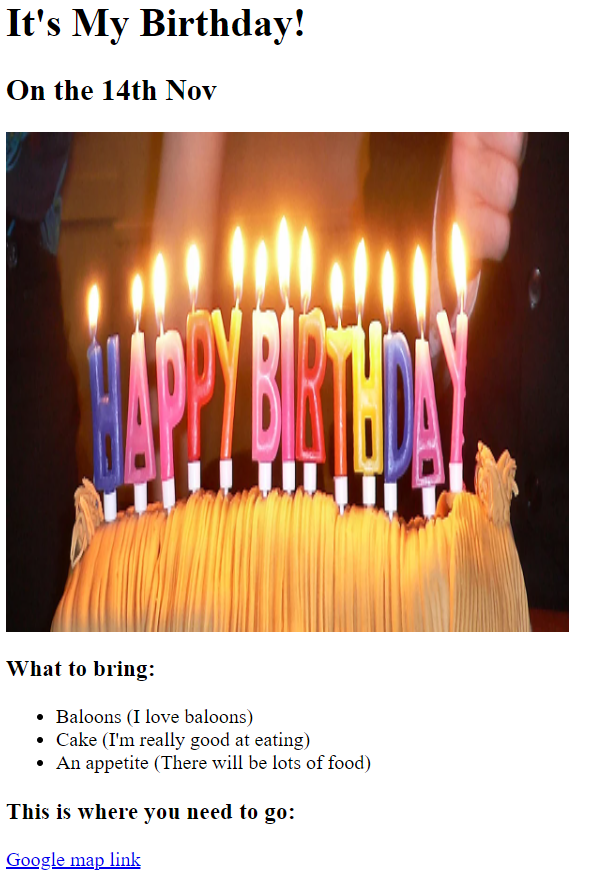 It's My Birthday!
On the 14th Nov
HAPPY BIRTHDAY
What to bring:
Baloons (I love baloons)
Cake (I'm really good at eating)
An appetite (There will be lots of food)
This is where you need to go:
Google map link